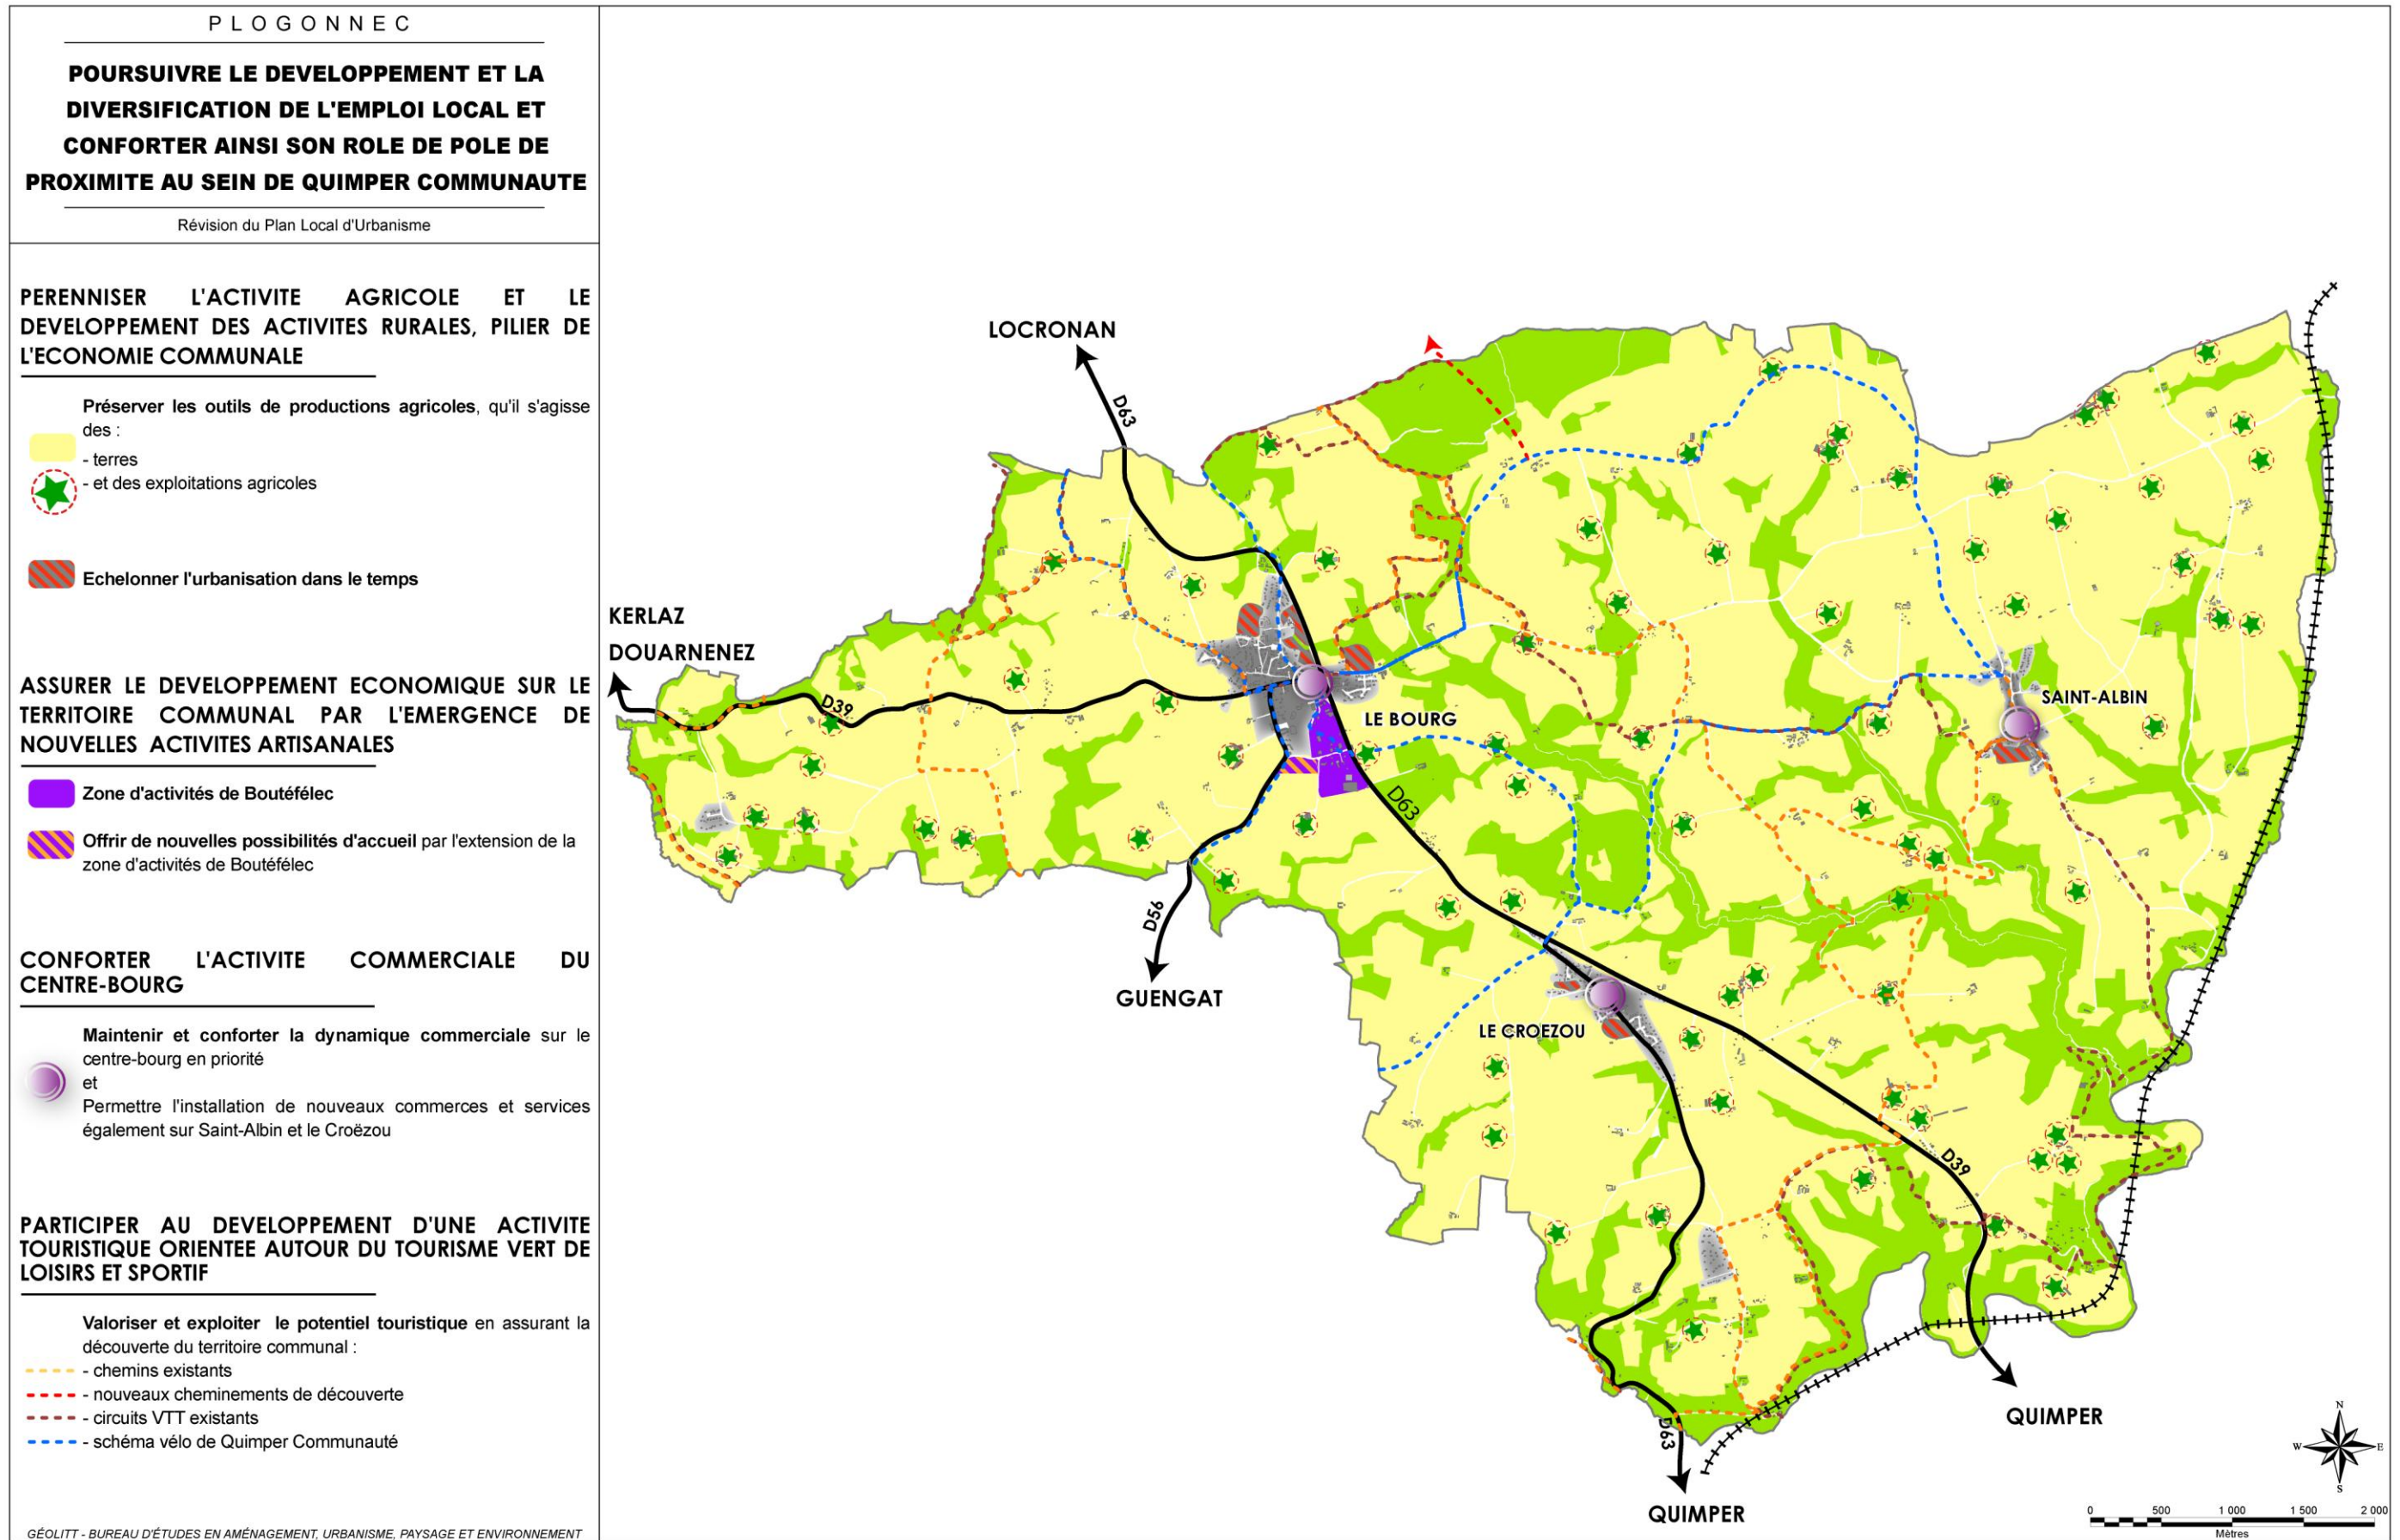 PLOGONNEC
POURSUIVRE LE DEVELOPPEMENT ET LA
DIVERSIFICATION DE L'EMPLOI LOCAL ET
CONFORTER AINSI SON ROLE DE POLE DE
PROXIMITE AU SEIN DE QUIMPER COMMUNAUTE
Révision du Plan Local d'Urbanisme
PERENNISER L'ACTIVITE AGRICOLE ET LE
DEVELOPPEMENT DES ACTIVITES RURALES, PILIER DE
L'ECONOMIE COMMUNALE
Préserver les outils de productions agricoles, qu'il s'agisse
des :
- terres
- et des exploitations agricoles
Echelonner l'urbanisation dans le temps
ASSURER LE DEVELOPPEMENT ECONOMIQUE SUR LE
TERRITOIRE COMMUNAL PAR L'EMERGENCE DE
NOUVELLES ACTIVITES ARTISANALES
Zone d'activités de Boutéfélec
Offrir de nouvelles possibilités d'accueil par l'extension de la
zone d'activités de Boutéfélec
CONFORTER L'ACTIVITE COMMERCIALE DU
CENTRE-BOURG
Maintenir et conforter la dynamique commerciale sur le
centre-bourg en priorité
et
Permettre l'installation de nouveaux commerces et services
également sur Saint-Albin et le Croëzou
PARTICIPER AU DEVELOPPEMENT D'UNE ACTIVITE
TOURISTIQUE ORIENTEE AUTOUR DU TOURISME VERT DE
LOISIRS ET SPORTIF
Valoriser et exploiter le potentiel touristique en assurant la
découverte du territoire communal :
- chemins existants
- nouveaux cheminements de découverte
- circuits VTT existants
- schéma vélo de Quimper Communauté
GÉOLITT - BUREAU D'ÉTUDES EN AMÉNAGEMENT, URBANISME, PAYSAGE ET ENVIRONNEMENT
LOCRONAN
D63
KERLAZ
DOUARNENEZ
D39
SAINT-ALBIN
LE BOURG
D63
D56
GUENGAT
LE CROEZOU
D39
QUIMPER
D63
QUIMPER
N
W
E
S
0 500 1 000 1 500 2 000
Mètres